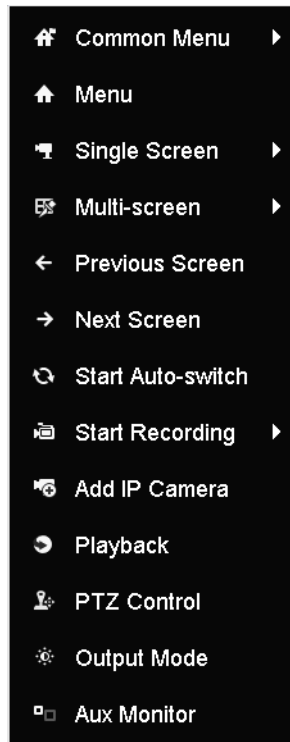 Common Menu
Menu
Single Screen
Multi-screen
Previous Screen
Next Screen
Start Auto-switch
Start Recording
Add IP Camera
Playback
PTZ Control
Output Mode
Aux Monitor